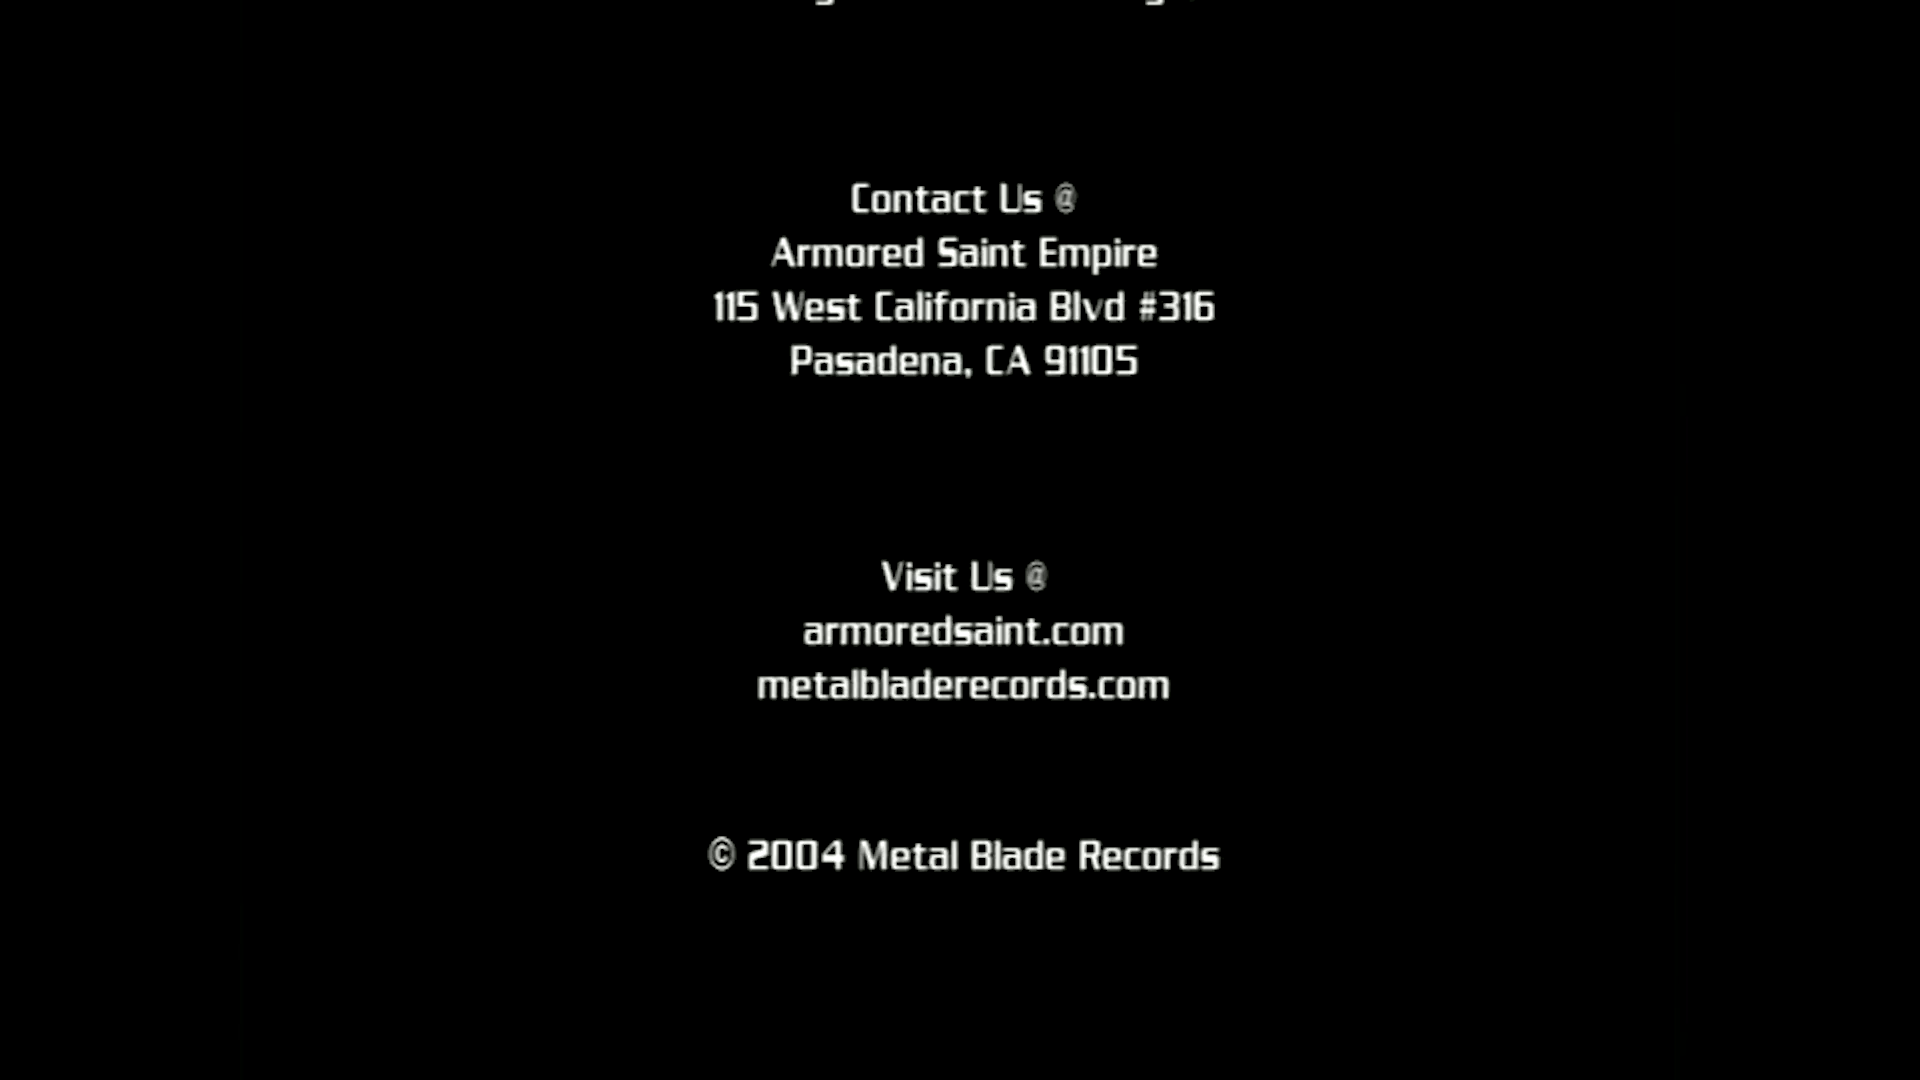 Contact Us @
Armored Saint Empire
115 West California Blvd #316
Pasadena, CA 91105
Visit Us @
armoredsaint.com
metalbladerecords.com
© 2004 Metal Blade Records